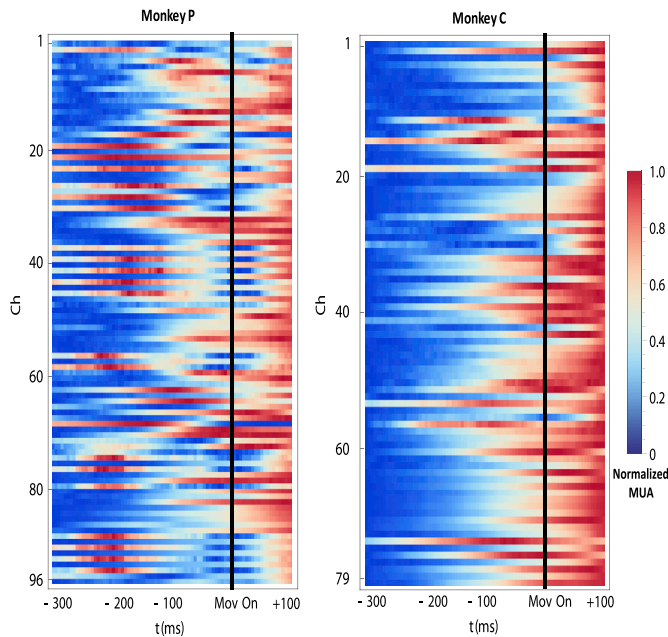 Monkey P
Monkey C
Ch
1
20
40
60
80
96
- 300
- 200
- 100
Mov On
+100
t(ms)
Ch
1
20
40
60
79
- 300
- 200
- 100
Mov On
+100
t(ms)
1.0
0.8
0.6
0.4
0.2
0
Normalized
MUA